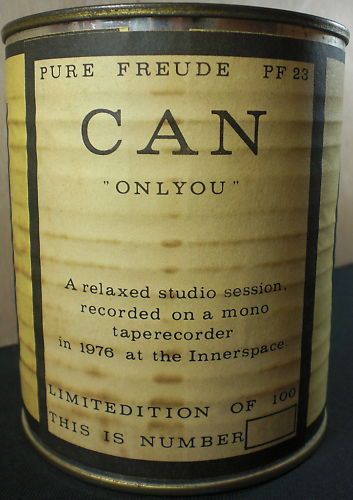 PURE FREUDE PF 23
CAN
"ONLYOU"
A relaxed studio session,
recorded on a mono
taperecorder
in 1976 at the Innerspace.
LIMITEDITION OF 100
THIS IS NUMBER